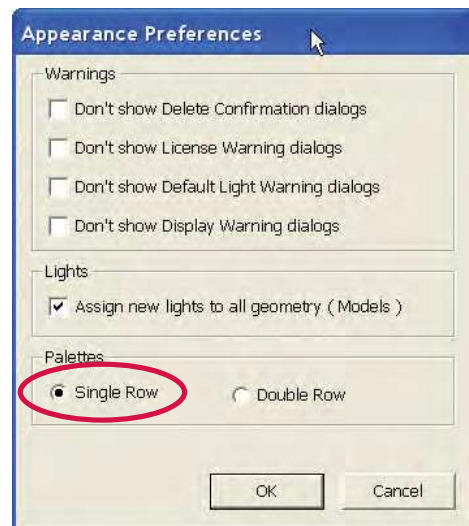 Appearance Preferences
Warnings
Don't show Delete Confirmation dialogs
Don't show License Warning dialogs
Don't show Default Light Warning dialogs
Don't show Display Warning dialogs
Lights
Assign new lights to all geometry ( Models )
Palettes
Single Row Double Row
OK Cancel